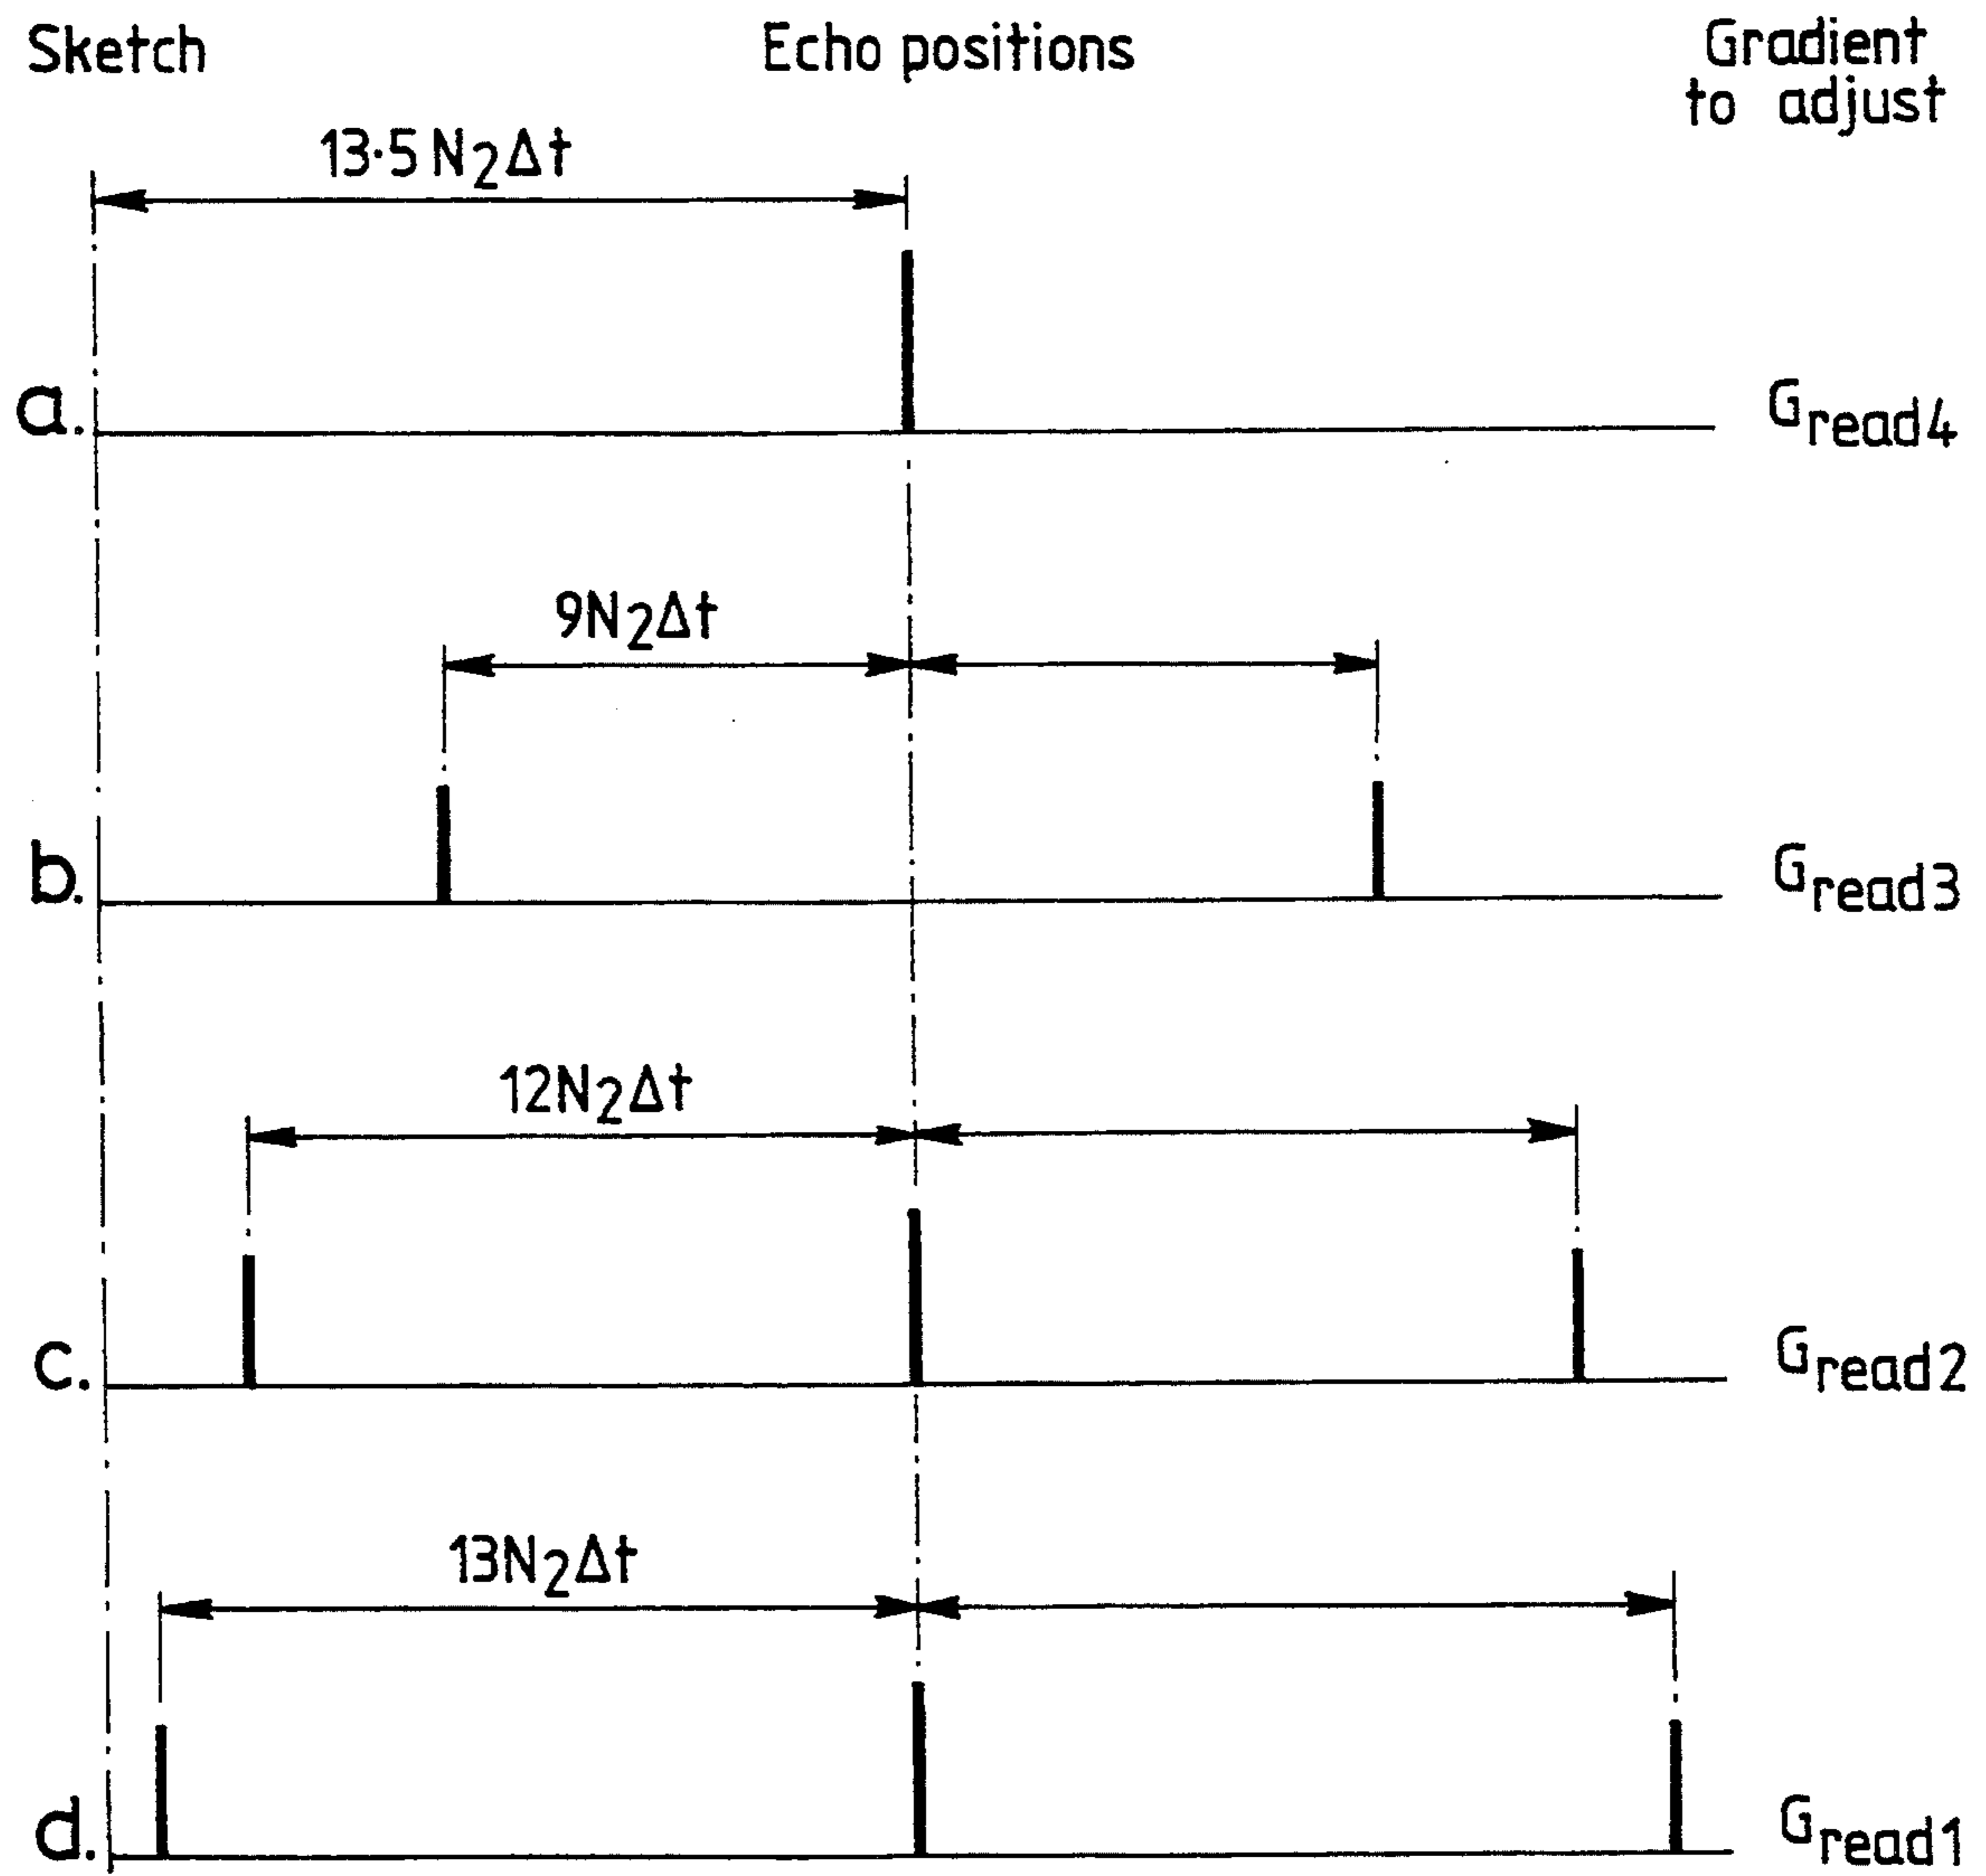 Sketch
Echo positions
Gradient
to adjust
13·5 N₂Δt
a.
Gread4
9N₂Δt
b.
Gread3
12N₂Δt
c.
Gread2
13N₂Δt
d.
Gread1